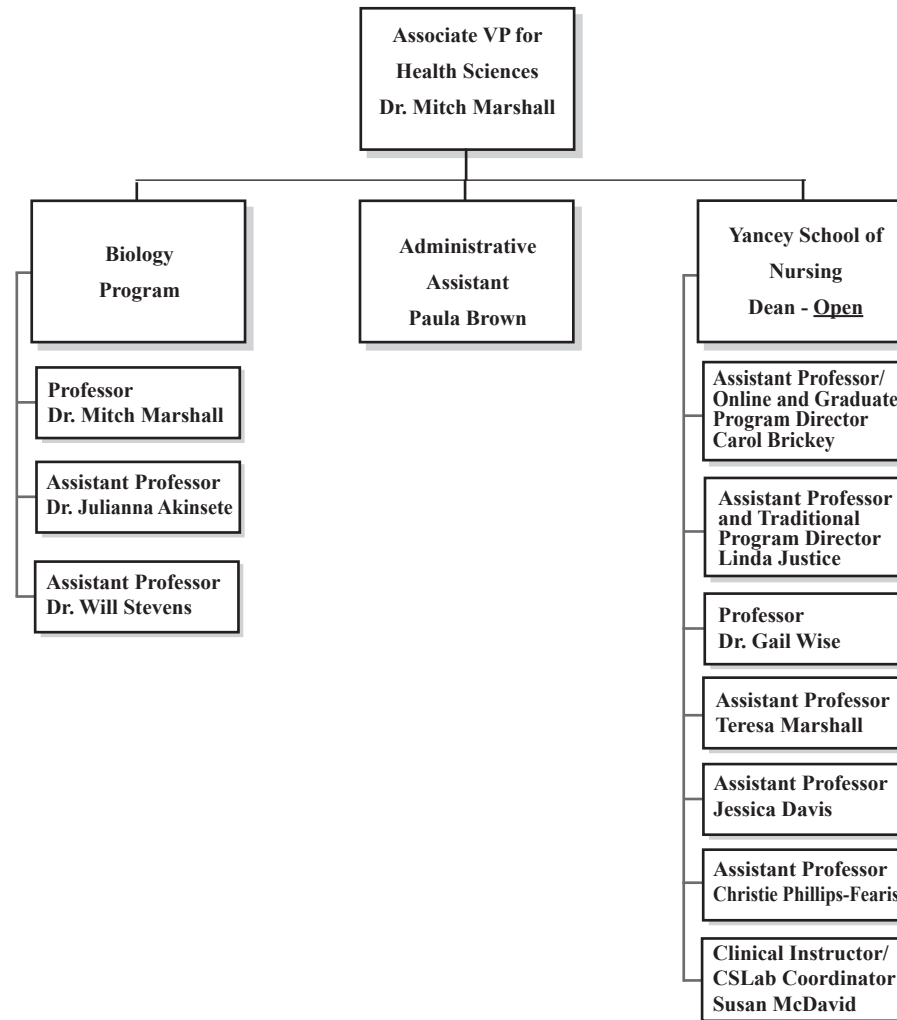 Associate VP for
Health Sciences
Dr. Mitch Marshall
Biology
Program
Professor
Dr. Mitch Marshall
Assistant Professor
Dr. Julianna Akinsete
Assistant Professor
Dr. Will Stevens
Administrative
Assistant
Paula Brown
Yancey School of
Nursing
Dean - Open
Assistant Professor/
Online and Graduate
Program Director
Carol Brickey
Assistant Professor
and Traditional
Program Director
Linda Justice
Professor
Dr. Gail Wise
Assistant Professor
Teresa Marshall
Assistant Professor
Jessica Davis
Assistant Professor
Christie Phillips-Fearis
Clinical Instructor/
CSLab Coordinator
Susan McDavid